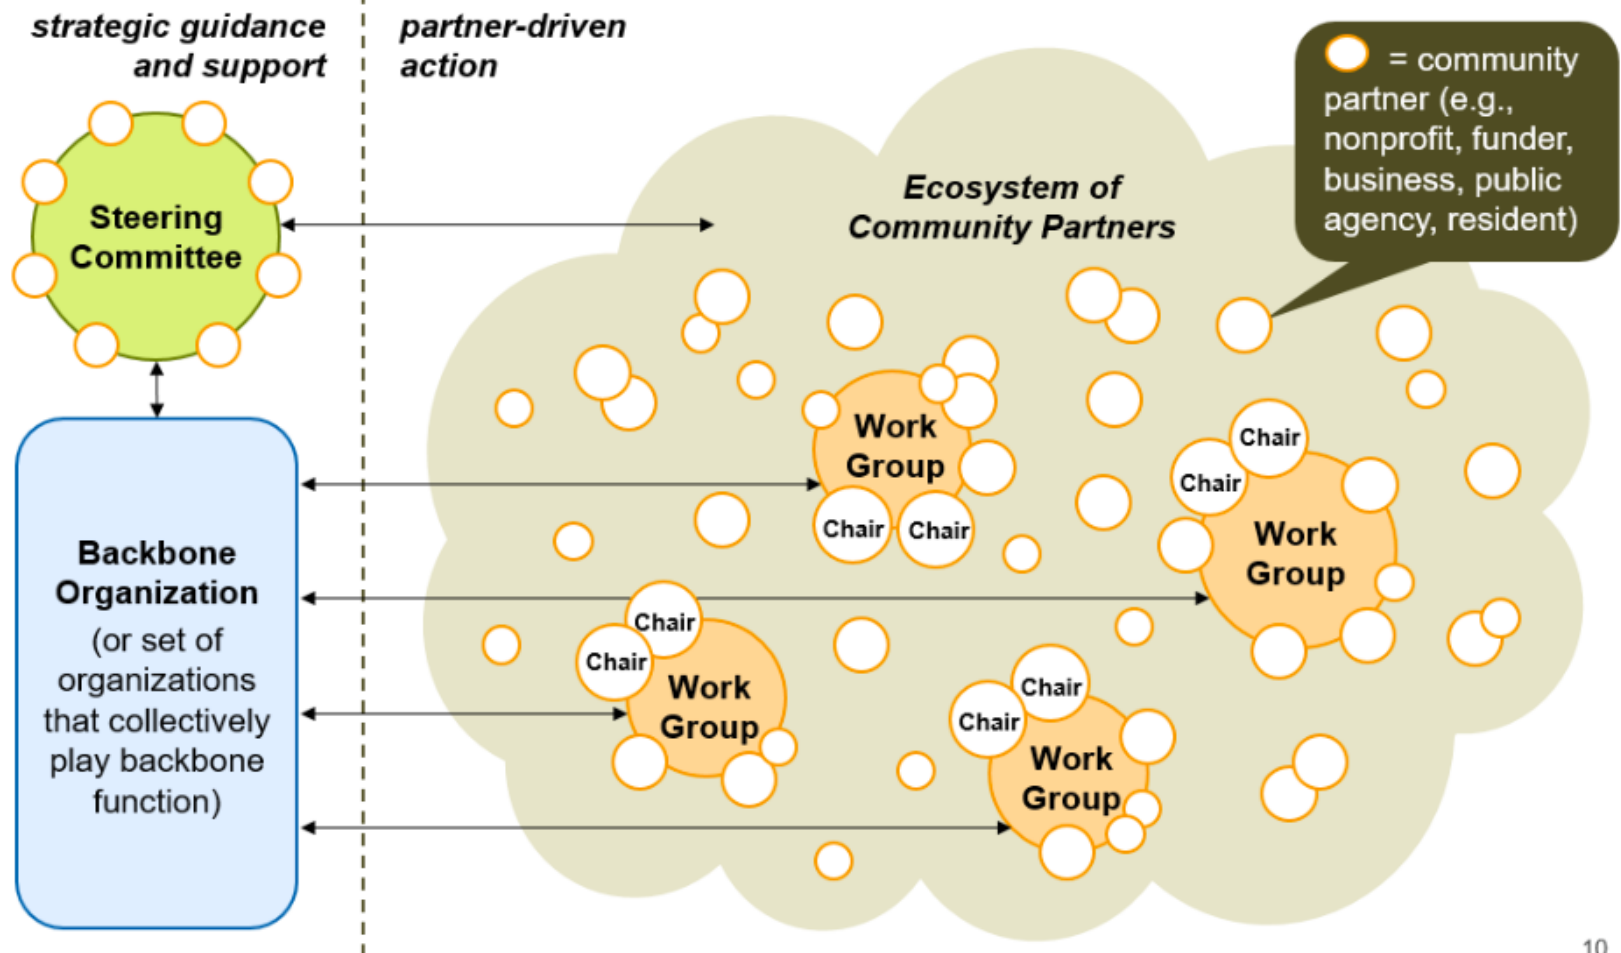 strategic guidance
and support
partner-driven
action
= community
partner (e.g.,
nonprofit, funder,
business, public
agency, resident)
Steering
Committee
Ecosystem of
Community Partners
Backbone
Organization
(or set of
organizations
that collectively
play backbone
function)
Work
Group
Chair
Chair
Chair
Chair
Work
Group
Chair
Chair
Work
Group
Chair
Chair
Work
Group
10